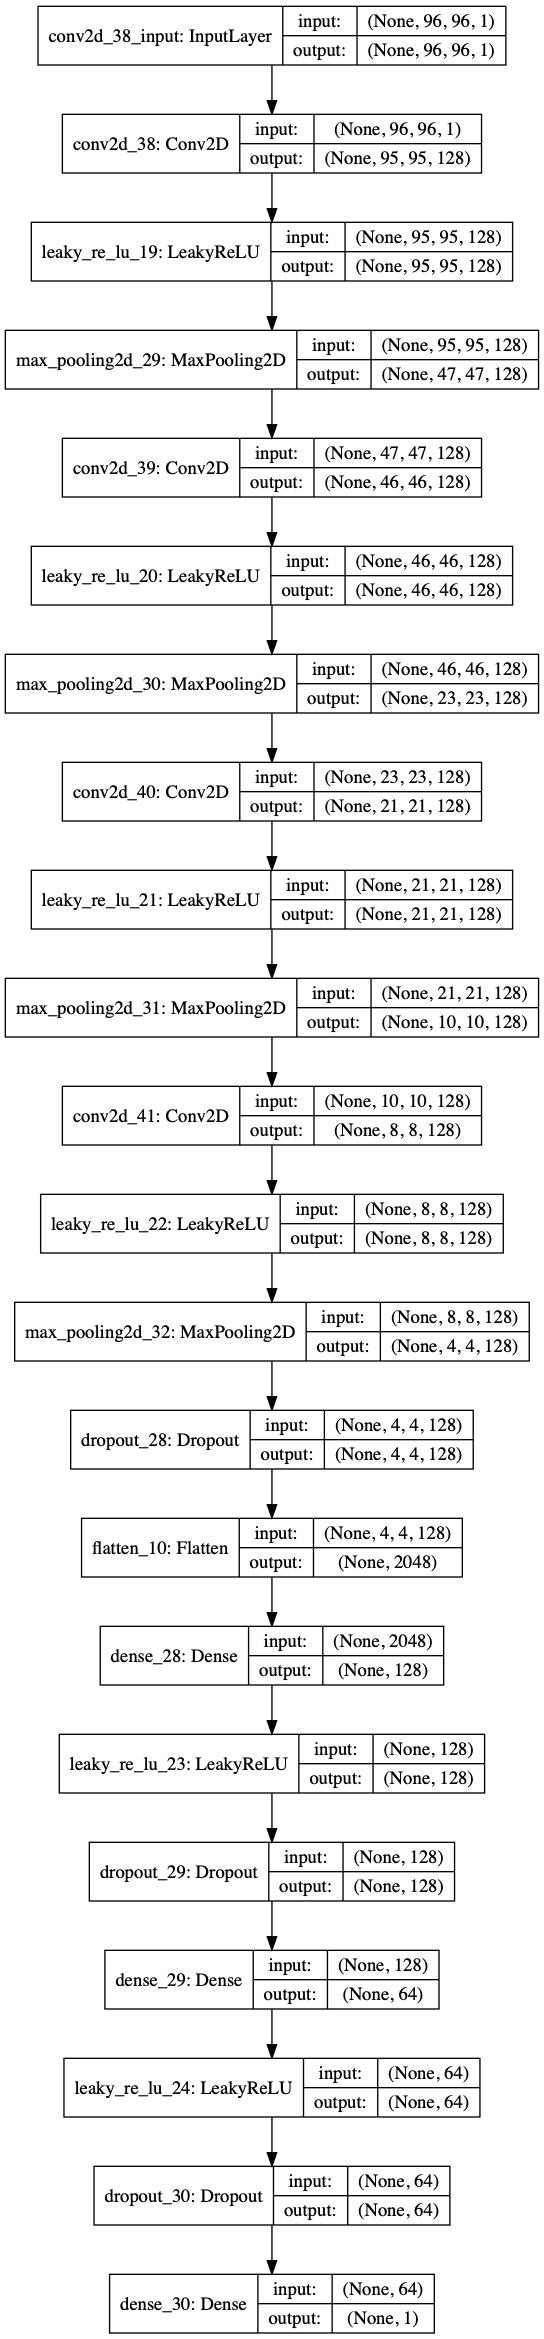 conv2d_38_input: InputLayer
input: (None, 96, 96, 1)
output: (None, 96, 96, 1)
conv2d_38: Conv2D
input: (None, 96, 96, 1)
output: (None, 95, 95, 128)
leaky_re_lu_19: LeakyReLU
input: (None, 95, 95, 128)
output: (None, 95, 95, 128)
max_pooling2d_29: MaxPooling2D
input: (None, 95, 95, 128)
output: (None, 47, 47, 128)
conv2d_39: Conv2D
input: (None, 47, 47, 128)
output: (None, 46, 46, 128)
leaky_re_lu_20: LeakyReLU
input: (None, 46, 46, 128)
output: (None, 46, 46, 128)
max_pooling2d_30: MaxPooling2D
input: (None, 46, 46, 128)
output: (None, 23, 23, 128)
conv2d_40: Conv2D
input: (None, 23, 23, 128)
output: (None, 21, 21, 128)
leaky_re_lu_21: LeakyReLU
input: (None, 21, 21, 128)
output: (None, 21, 21, 128)
max_pooling2d_31: MaxPooling2D
input: (None, 21, 21, 128)
output: (None, 10, 10, 128)
conv2d_41: Conv2D
input: (None, 10, 10, 128)
output: (None, 8, 8, 128)
leaky_re_lu_22: LeakyReLU
input: (None, 8, 8, 128)
output: (None, 8, 8, 128)
max_pooling2d_32: MaxPooling2D
input: (None, 8, 8, 128)
output: (None, 4, 4, 128)
dropout_28: Dropout
input: (None, 4, 4, 128)
output: (None, 4, 4, 128)
flatten_10: Flatten
input: (None, 4, 4, 128)
output: (None, 2048)
dense_28: Dense
input: (None, 2048)
output: (None, 128)
leaky_re_lu_23: LeakyReLU
input: (None, 128)
output: (None, 128)
dropout_29: Dropout
input: (None, 128)
output: (None, 128)
dense_29: Dense
input: (None, 128)
output: (None, 64)
leaky_re_lu_24: LeakyReLU
input: (None, 64)
output: (None, 64)
dropout_30: Dropout
input: (None, 64)
output: (None, 64)
dense_30: Dense
input: (None, 64)
output: (None, 1)